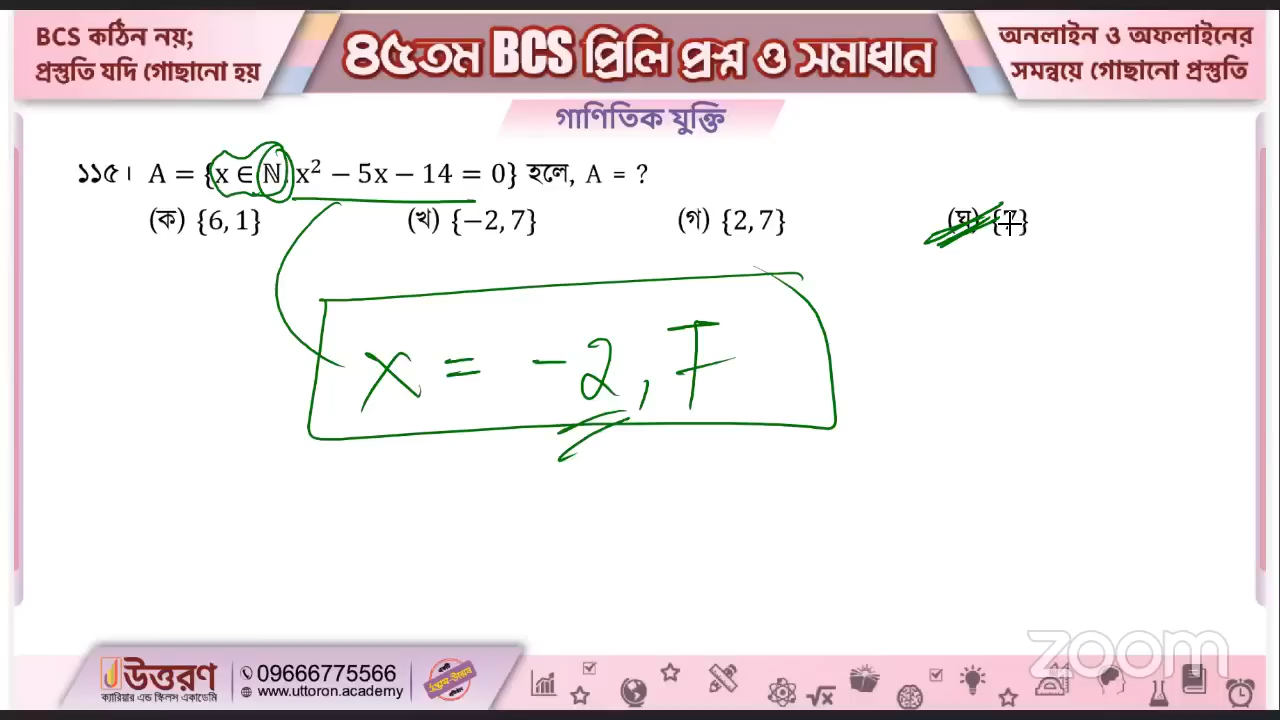 BCS কঠিন নয়;
প্রস্তুতি যদি গোছানো হয়
৪৫তম BCS প্রিলি প্রশ্ন ও সমাধান
অনলাইন ও অফলাইনের
সমন্বয়ে গোছানো প্রস্তুতি
গাণিতিক যুক্তি
১১৫। A = {x ∈ ℕ: x² − 5x − 14 = 0} হলে, A = ?
(ক) {6, 1} (খ) {−2, 7} (গ) {2, 7} (ঘ) {7}
x = -2, 7
zoom
উত্তরণ
ক্যারিয়ার এন্ড স্কিলস একাডেমি
09666775566
www.uttoron.academy